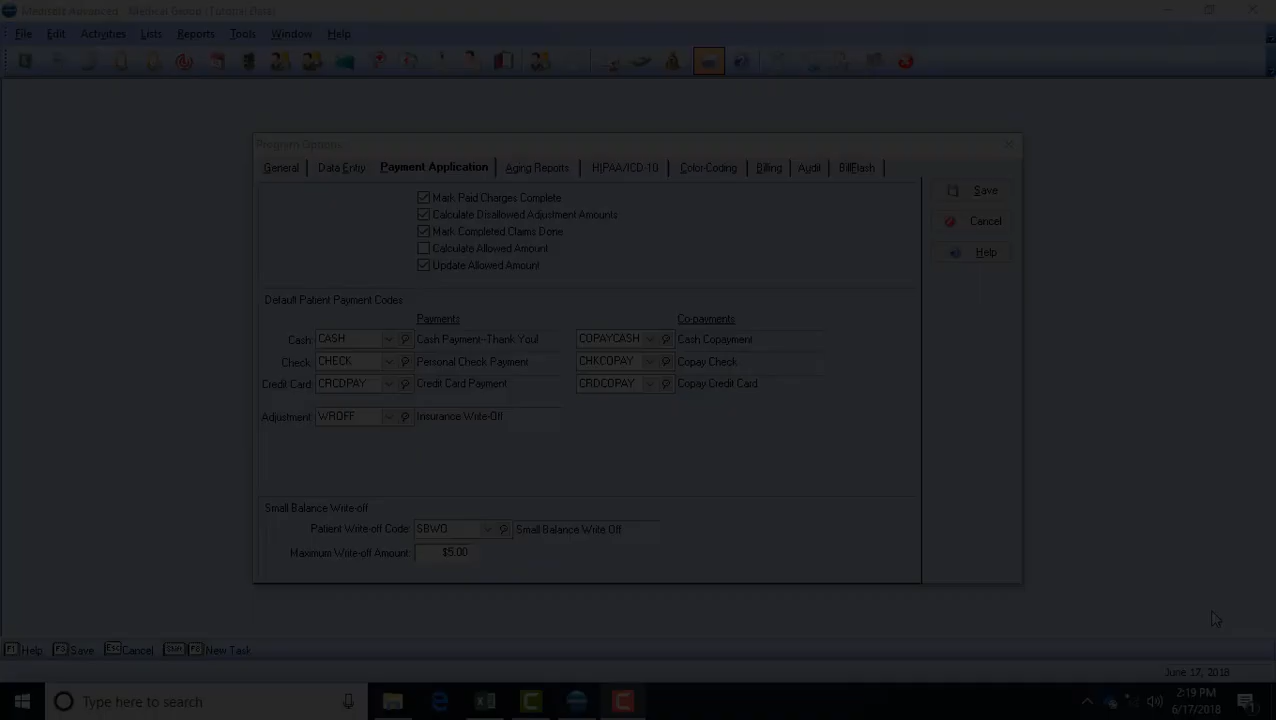 Medisoft Advanced - Medical Group (Tutorial Data)
File Edit Activities Lists Reports Tools Window Help
Program Options
General Data Entry Payment Application Aging Reports HIPAA/ICD-10 Color-Coding Billing Audit BillFlash
Mark Paid Charges Complete
Calculate Disallowed Adjustment Amounts
Mark Completed Claims Done
Calculate Allowed Amount
Update Allowed Amount
Save
Cancel
Help
Default Patient Payment Codes
Payments Co-payments
Cash: CASH Cash Payment--Thank You! COPAYCASH Cash Copayment
Check: CHECK Personal Check Payment CHKCOPAY Copay Check
Credit Card: CRCDPAY Credit Card Payment CRDCOPAY Copay Credit Card
Adjustment: WROFF Insurance Write-Off
Small Balance Write-off
Patient Write-off Code: SBWO Small Balance Write Off
Maximum Write-off Amount: $5.00
F1 Help F3 Save Esc Cancel Shift F8 New Task
June 17, 2018
Type here to search
2:19 PM
6/17/2018
1